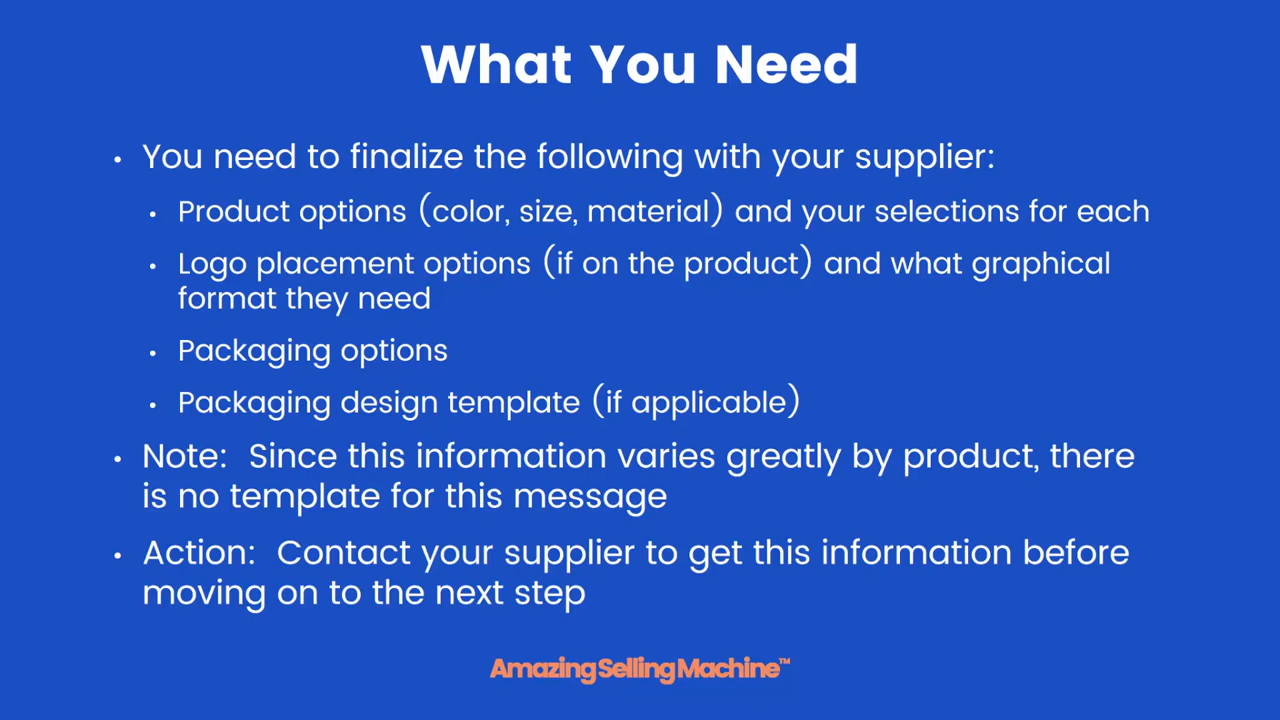 What You Need
• You need to finalize the following with your supplier:
• Product options (color, size, material) and your selections for each
• Logo placement options (if on the product) and what graphical
format they need
• Packaging options
• Packaging design template (if applicable)
• Note:  Since this information varies greatly by product, there
is no template for this message
• Action:  Contact your supplier to get this information before
moving on to the next step
AmazingSellingMachine™